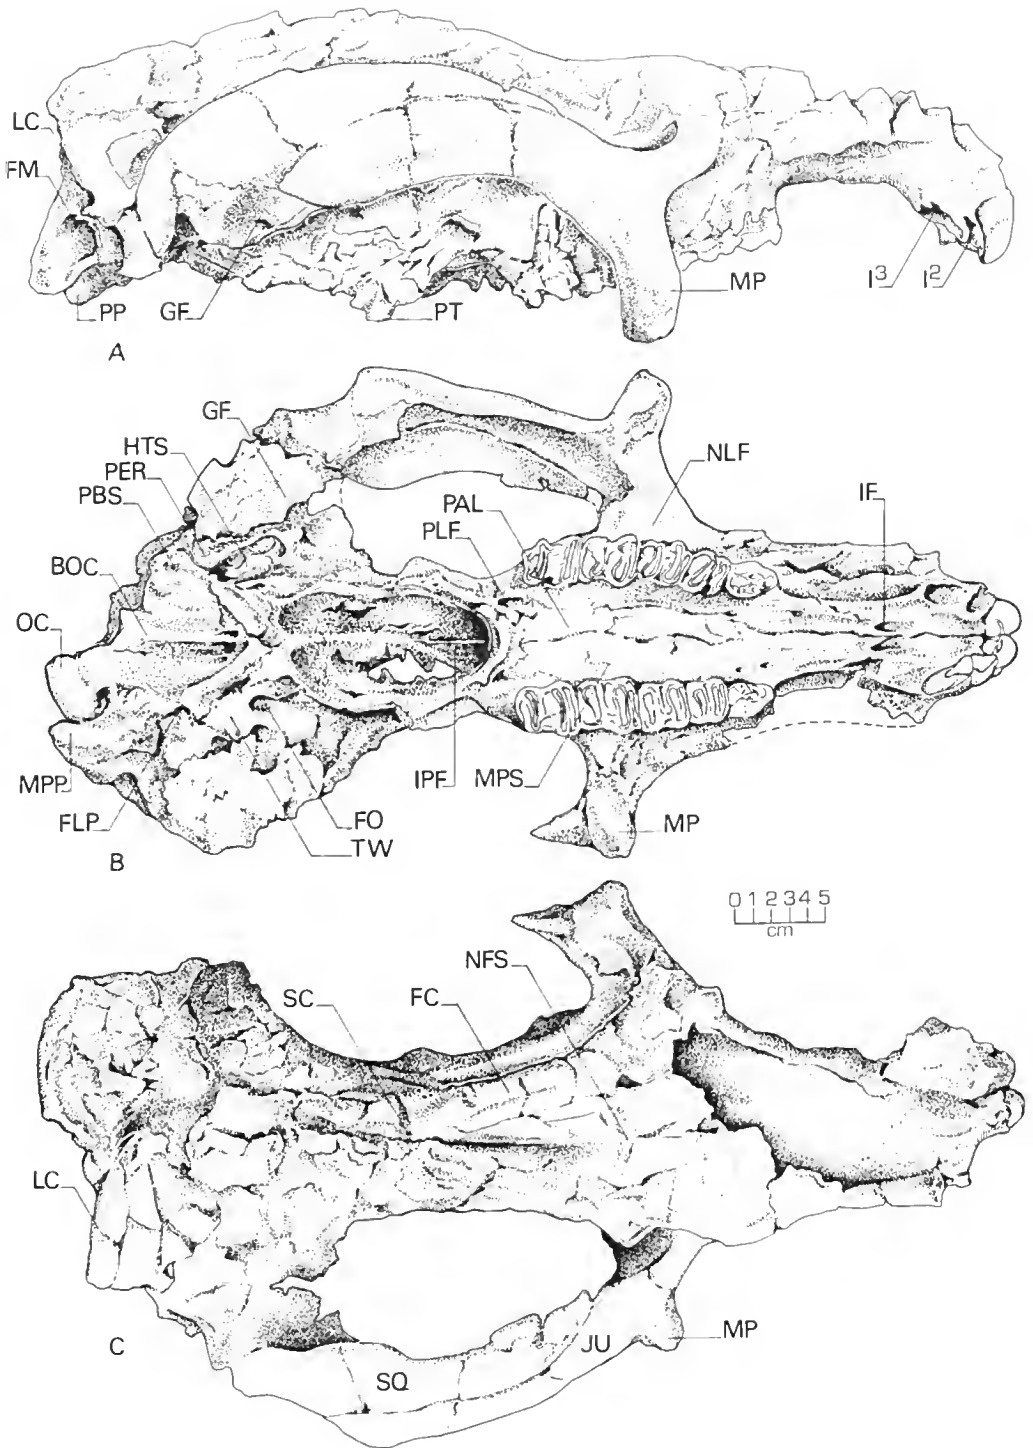 LC
FM
PP
GF
PT
MP
I3
I2
A
GF
HTS
PER
PBS
BOC
OC
PAL
PLF
NLF
IF
MPP
FLP
IPF
MPS
FO
TW
MP
B
0 1 2 3 4 5
cm
NFS
SC
FC
LC
C
SQ
JU
MP